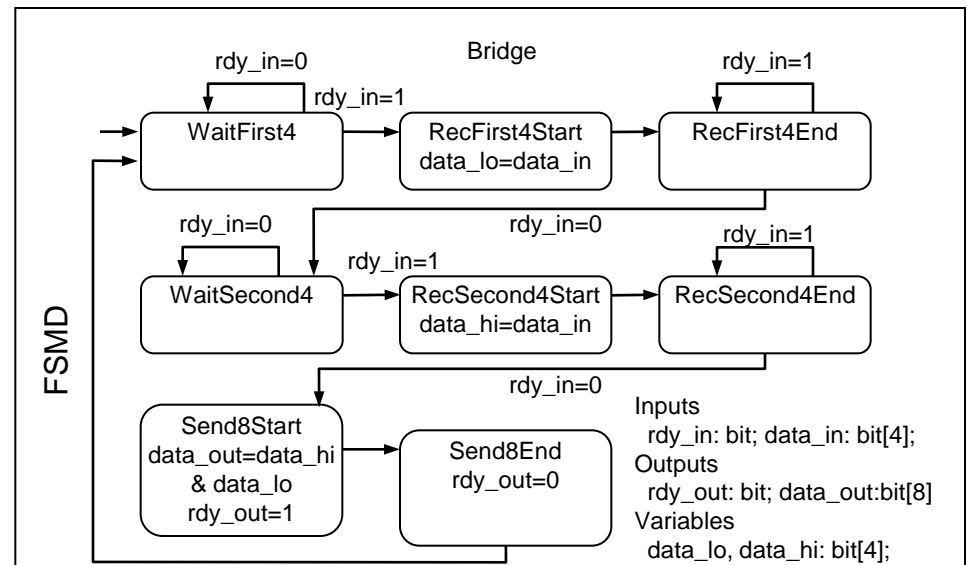 Bridge
rdy_in=0
rdy_in=1
rdy_in=1
WaitFirst4
RecFirst4Start
data_lo=data_in
RecFirst4End
rdy_in=0
rdy_in=0
rdy_in=1
rdy_in=1
WaitSecond4
RecSecond4Start
data_hi=data_in
RecSecond4End
rdy_in=0
FSMD
Send8Start
data_out=data_hi
& data_lo
rdy_out=1
Send8End
rdy_out=0
Inputs
rdy_in: bit; data_in: bit[4];
Outputs
rdy_out: bit; data_out:bit[8]
Variables
data_lo, data_hi: bit[4];